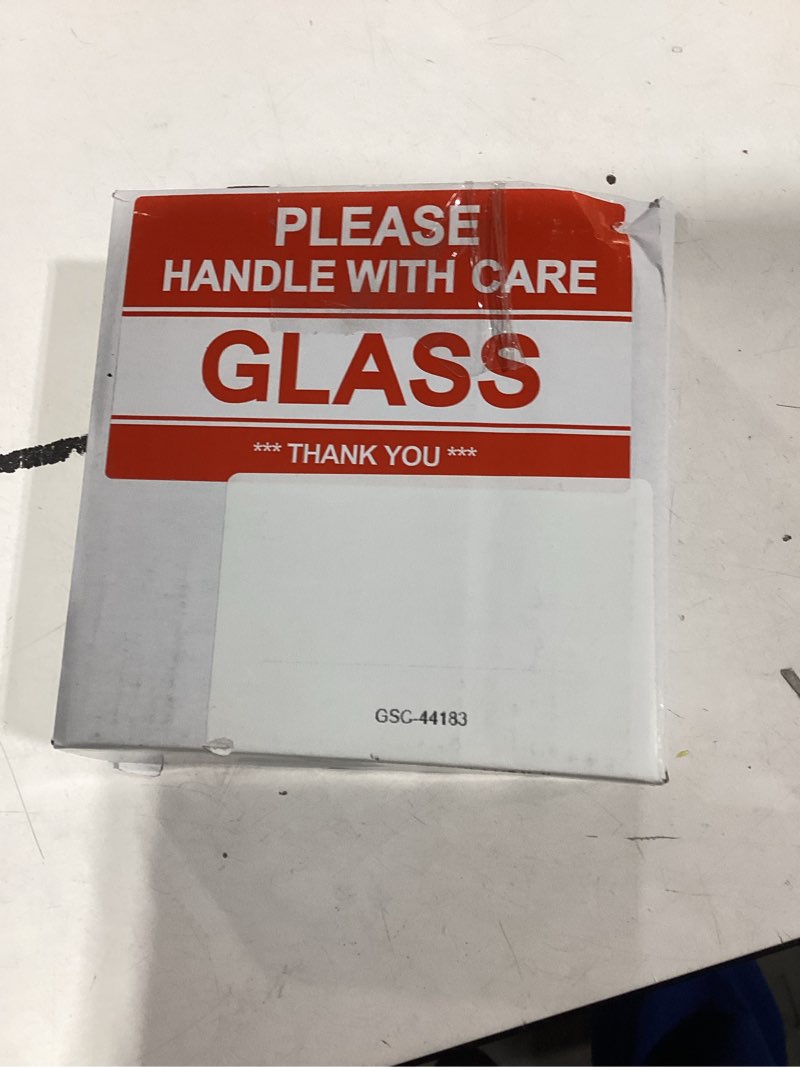 PLEASE
HANDLE WITH CARE
GLASS
*** THANK YOU ***
GSC-44183